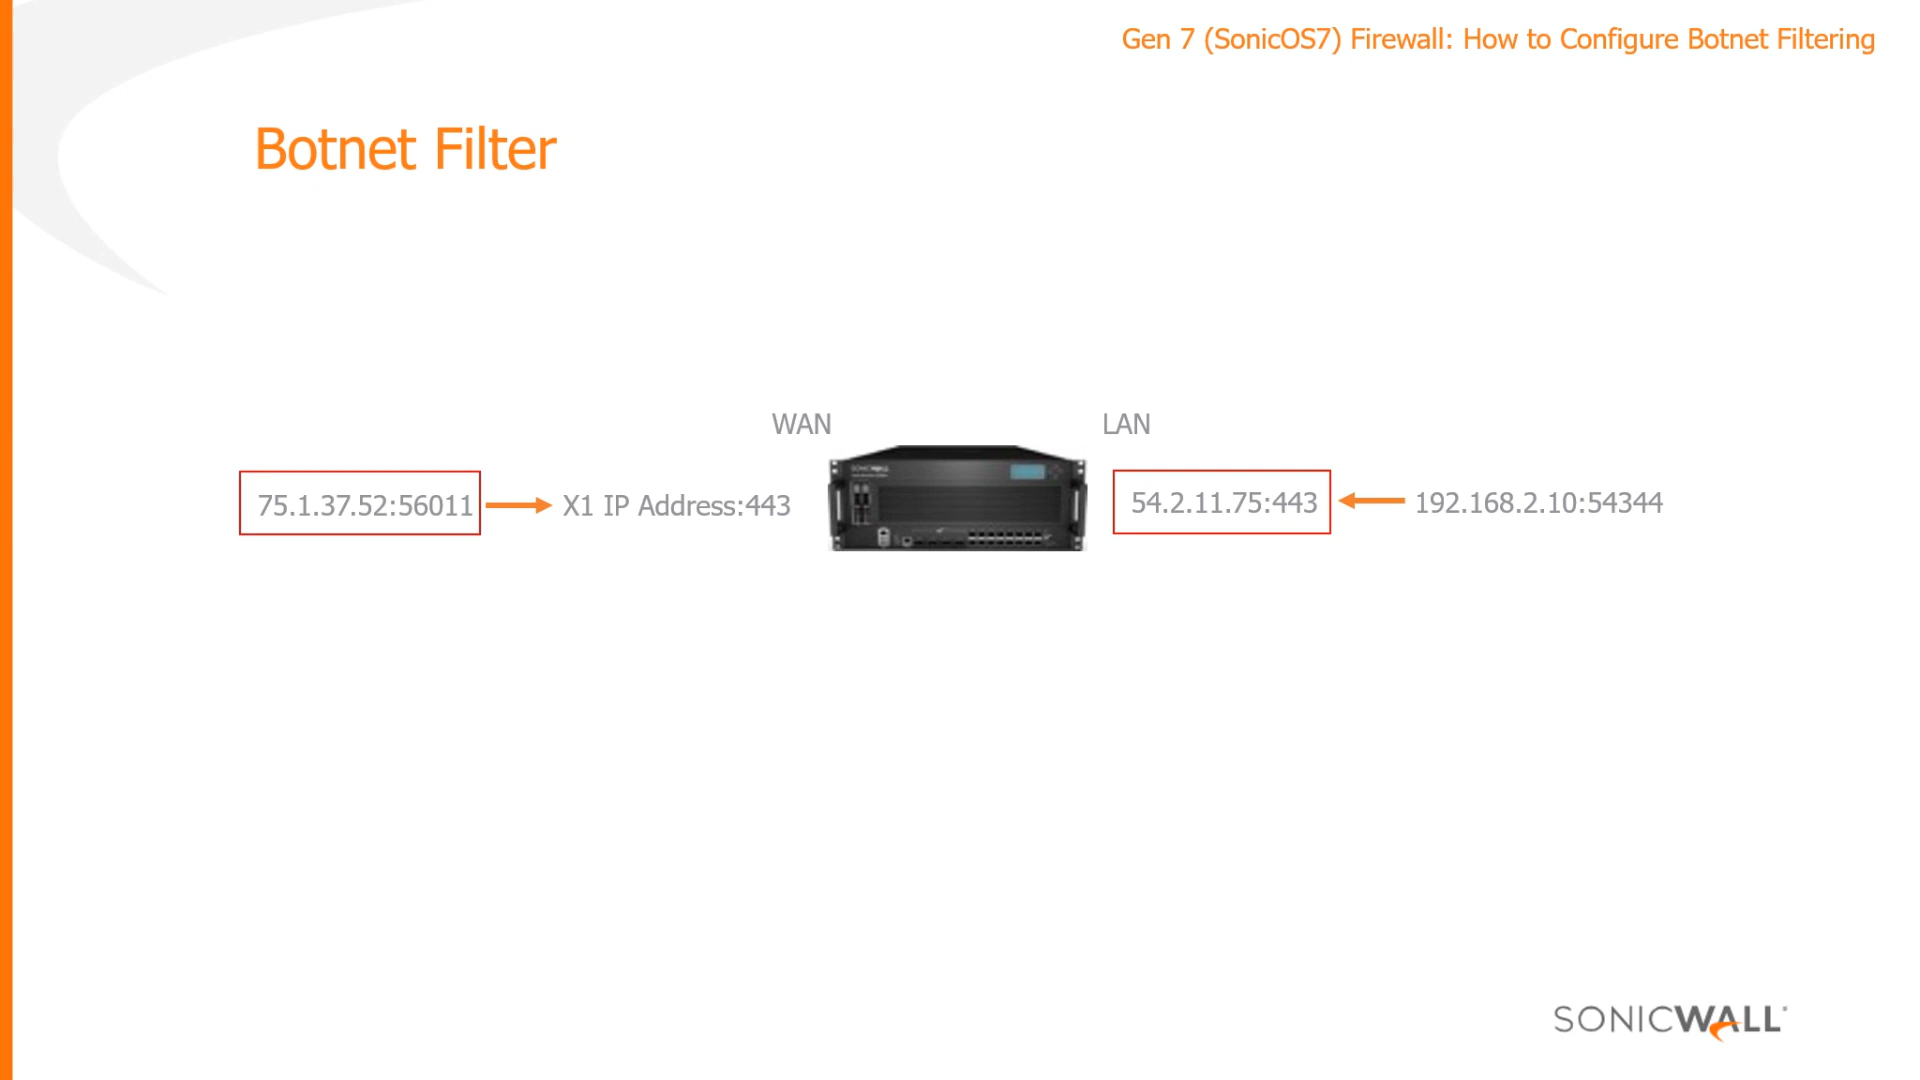 Gen 7 (SonicOS7) Firewall: How to Configure Botnet Filtering
Botnet Filter
WAN
LAN
75.1.37.52:56011
X1 IP Address:443
54.2.11.75:443
192.168.2.10:54344
SONICWALL
SONICWALL